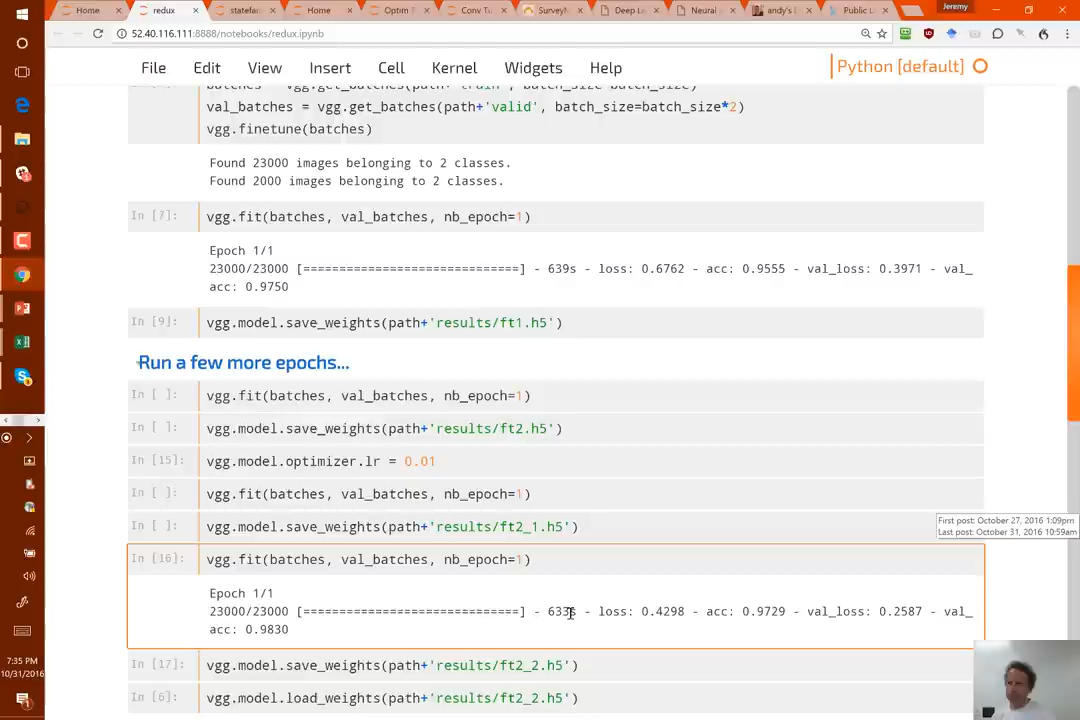 Home
redux
statefan
Home
Optim F
Conv Tu
SurveyM
Deep L
Neural
andy's
Public L
Jeremy
52.40.116.111:8888/notebooks/redux.ipynb
File Edit View Insert Cell Kernel Widgets Help
Python [default]
val_batches = vgg.get_batches(path+'valid', batch_size=batch_size*2)
vgg.finetune(batches)
Found 23000 images belonging to 2 classes.
Found 2000 images belonging to 2 classes.
In [7]: vgg.fit(batches, val_batches, nb_epoch=1)
Epoch 1/1
23000/23000 [==============================] - 639s - loss: 0.6762 - acc: 0.9555 - val_loss: 0.3971 - val_
acc: 0.9750
In [9]: vgg.model.save_weights(path+'results/ft1.h5')
Run a few more epochs...
In [ ]: vgg.fit(batches, val_batches, nb_epoch=1)
In [ ]: vgg.model.save_weights(path+'results/ft2.h5')
In [15]: vgg.model.optimizer.lr = 0.01
In [ ]: vgg.fit(batches, val_batches, nb_epoch=1)
In [ ]: vgg.model.save_weights(path+'results/ft2_1.h5')
First post: October 27, 2016 1:09pm
Last post: October 31, 2016 10:59am
In [16]: vgg.fit(batches, val_batches, nb_epoch=1)
Epoch 1/1
23000/23000 [==============================] - 633s - loss: 0.4298 - acc: 0.9729 - val_loss: 0.2587 - val_
acc: 0.9830
In [17]: vgg.model.save_weights(path+'results/ft2_2.h5')
In [6]: vgg.model.load_weights(path+'results/ft2_2.h5')
7:35 PM
10/31/2016